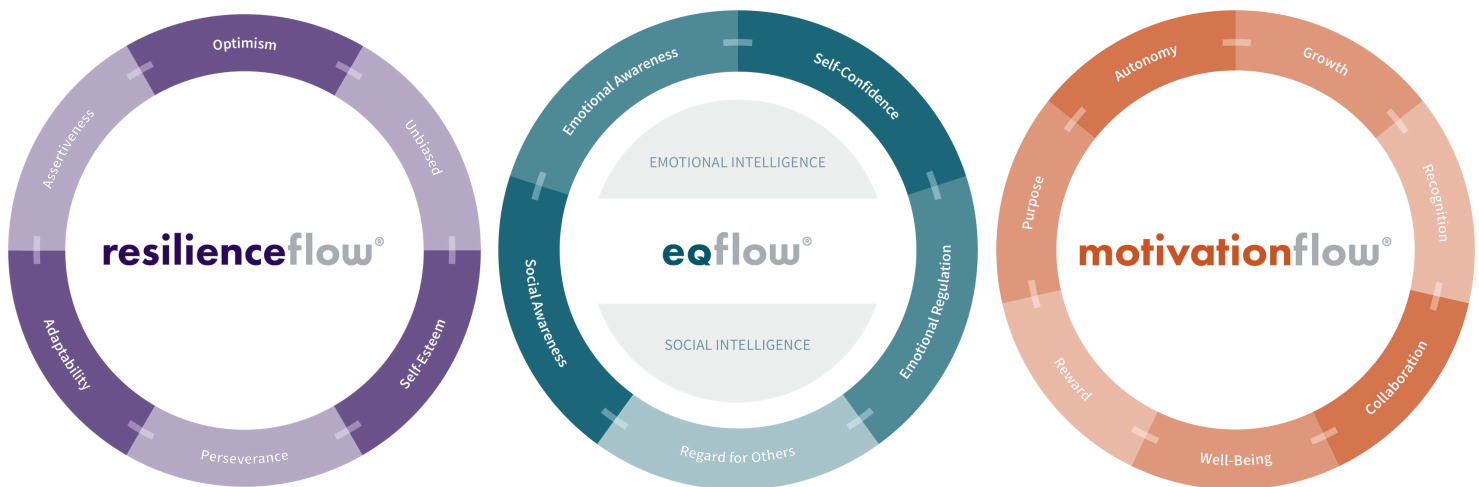 Optimism
Unbiased
Self-Esteem
Perseverance
Adaptability
Assertiveness
resilienceflow®
Emotional Awareness
Self-Confidence
Emotional Regulation
Regard for Others
Social Awareness
EMOTIONAL INTELLIGENCE
eqflow®
SOCIAL INTELLIGENCE
Autonomy
Growth
Recognition
Collaboration
Well-Being
Reward
Purpose
motivationflow®